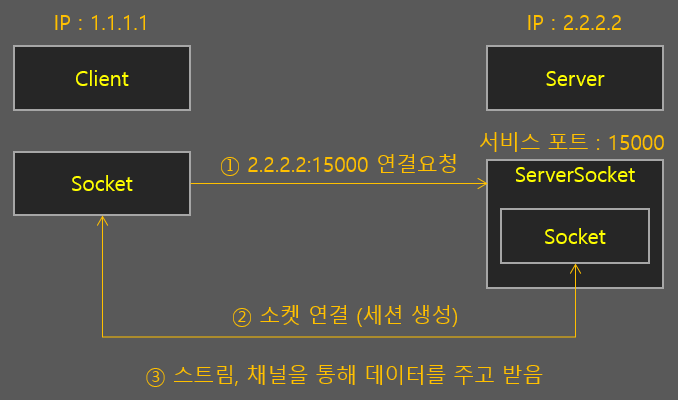 IP : 1.1.1.1
IP : 2.2.2.2
Client
Server
서비스 포트 : 15000
Socket
① 2.2.2.2:15000 연결요청
ServerSocket
Socket
② 소켓 연결 (세션 생성)
③ 스트림, 채널을 통해 데이터를 주고 받음